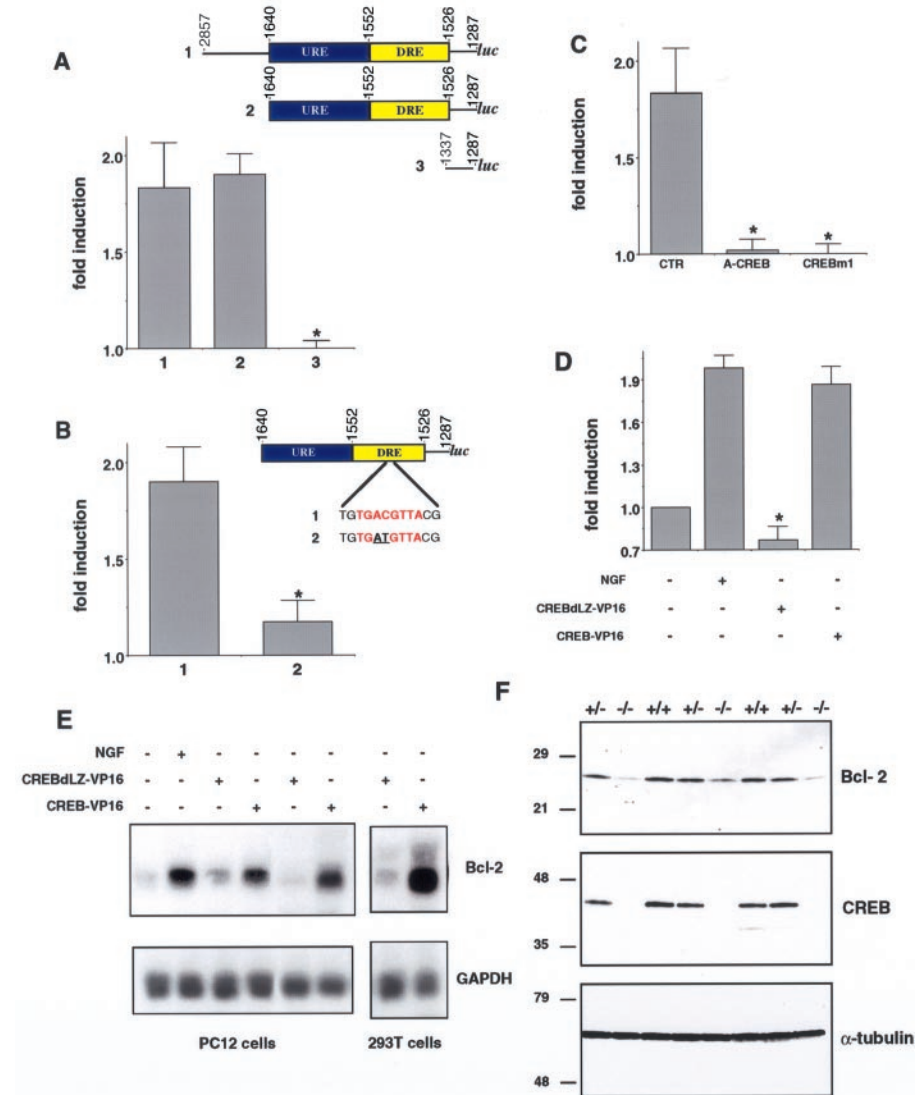 A
-2857
-1640
-1552
-1526
-1287
1
URE
DRE
luc
-1640
-1552
-1526
-1287
2
URE
DRE
luc
-1337
-1287
3
luc
fold induction
2.0
1.5
1.0
*
1
2
3
B
-1640
-1552
-1526
-1287
URE
DRE
luc
1 TGTGACGTTACG
2 TGTGATGTTACG
fold induction
2.0
1.5
1.0
*
1
2
C
fold induction
2.0
1.5
1.0
*
*
CTR
A-CREB
CREBm1
D
fold induction
1.9
1.6
1.3
1.0
0.7
*
NGF - + - -
CREBdLZ-VP16 - - + -
CREB-VP16 - - - +
E
NGF - + - - - - - -
CREBdLZ-VP16 - - + - + - + -
CREB-VP16 - - - + - + - +
Bcl-2
GAPDH
PC12 cells
293T cells
F
+/- -/- +/+ +/- -/- +/+ +/- -/-
29
21
Bcl- 2
48
35
CREB
79
48
α-tubulin